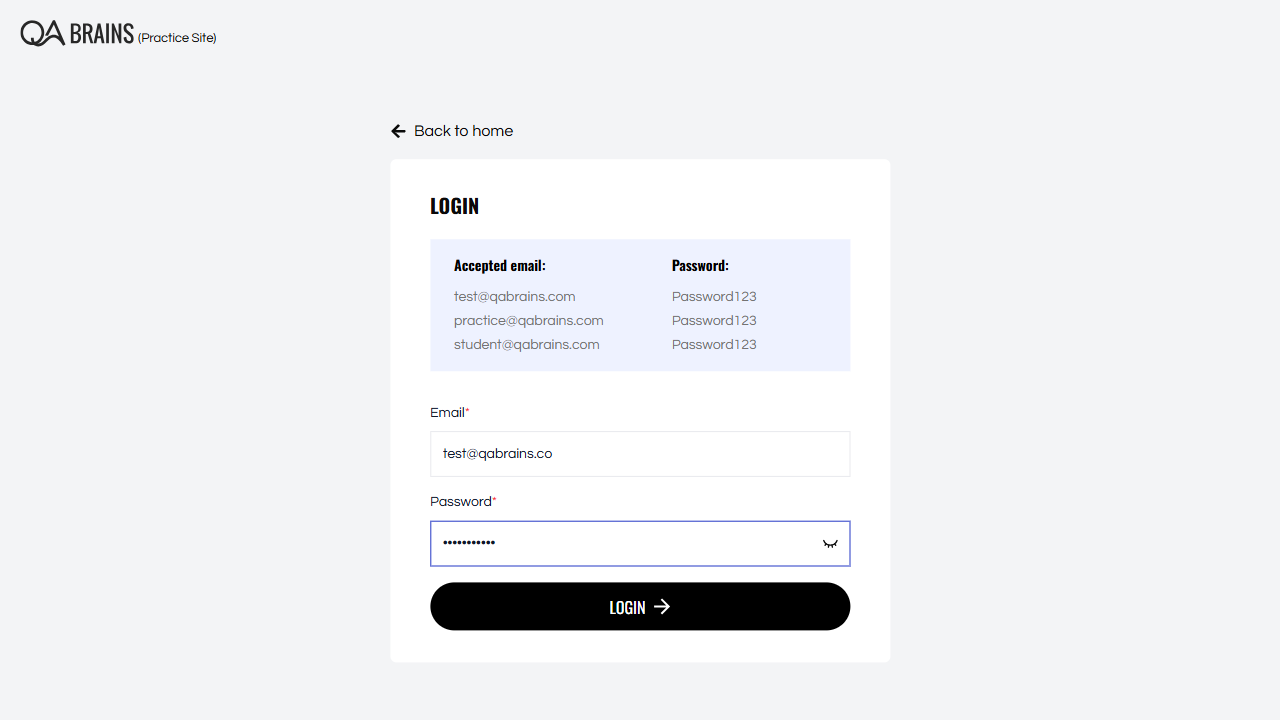 QA BRAINS (Practice Site)
Back to home
LOGIN
Accepted email: Password:
test@qabrains.com Password123
practice@qabrains.com Password123
student@qabrains.com Password123
Email*
test@qabrains.co
Password*
•••••••••••
LOGIN